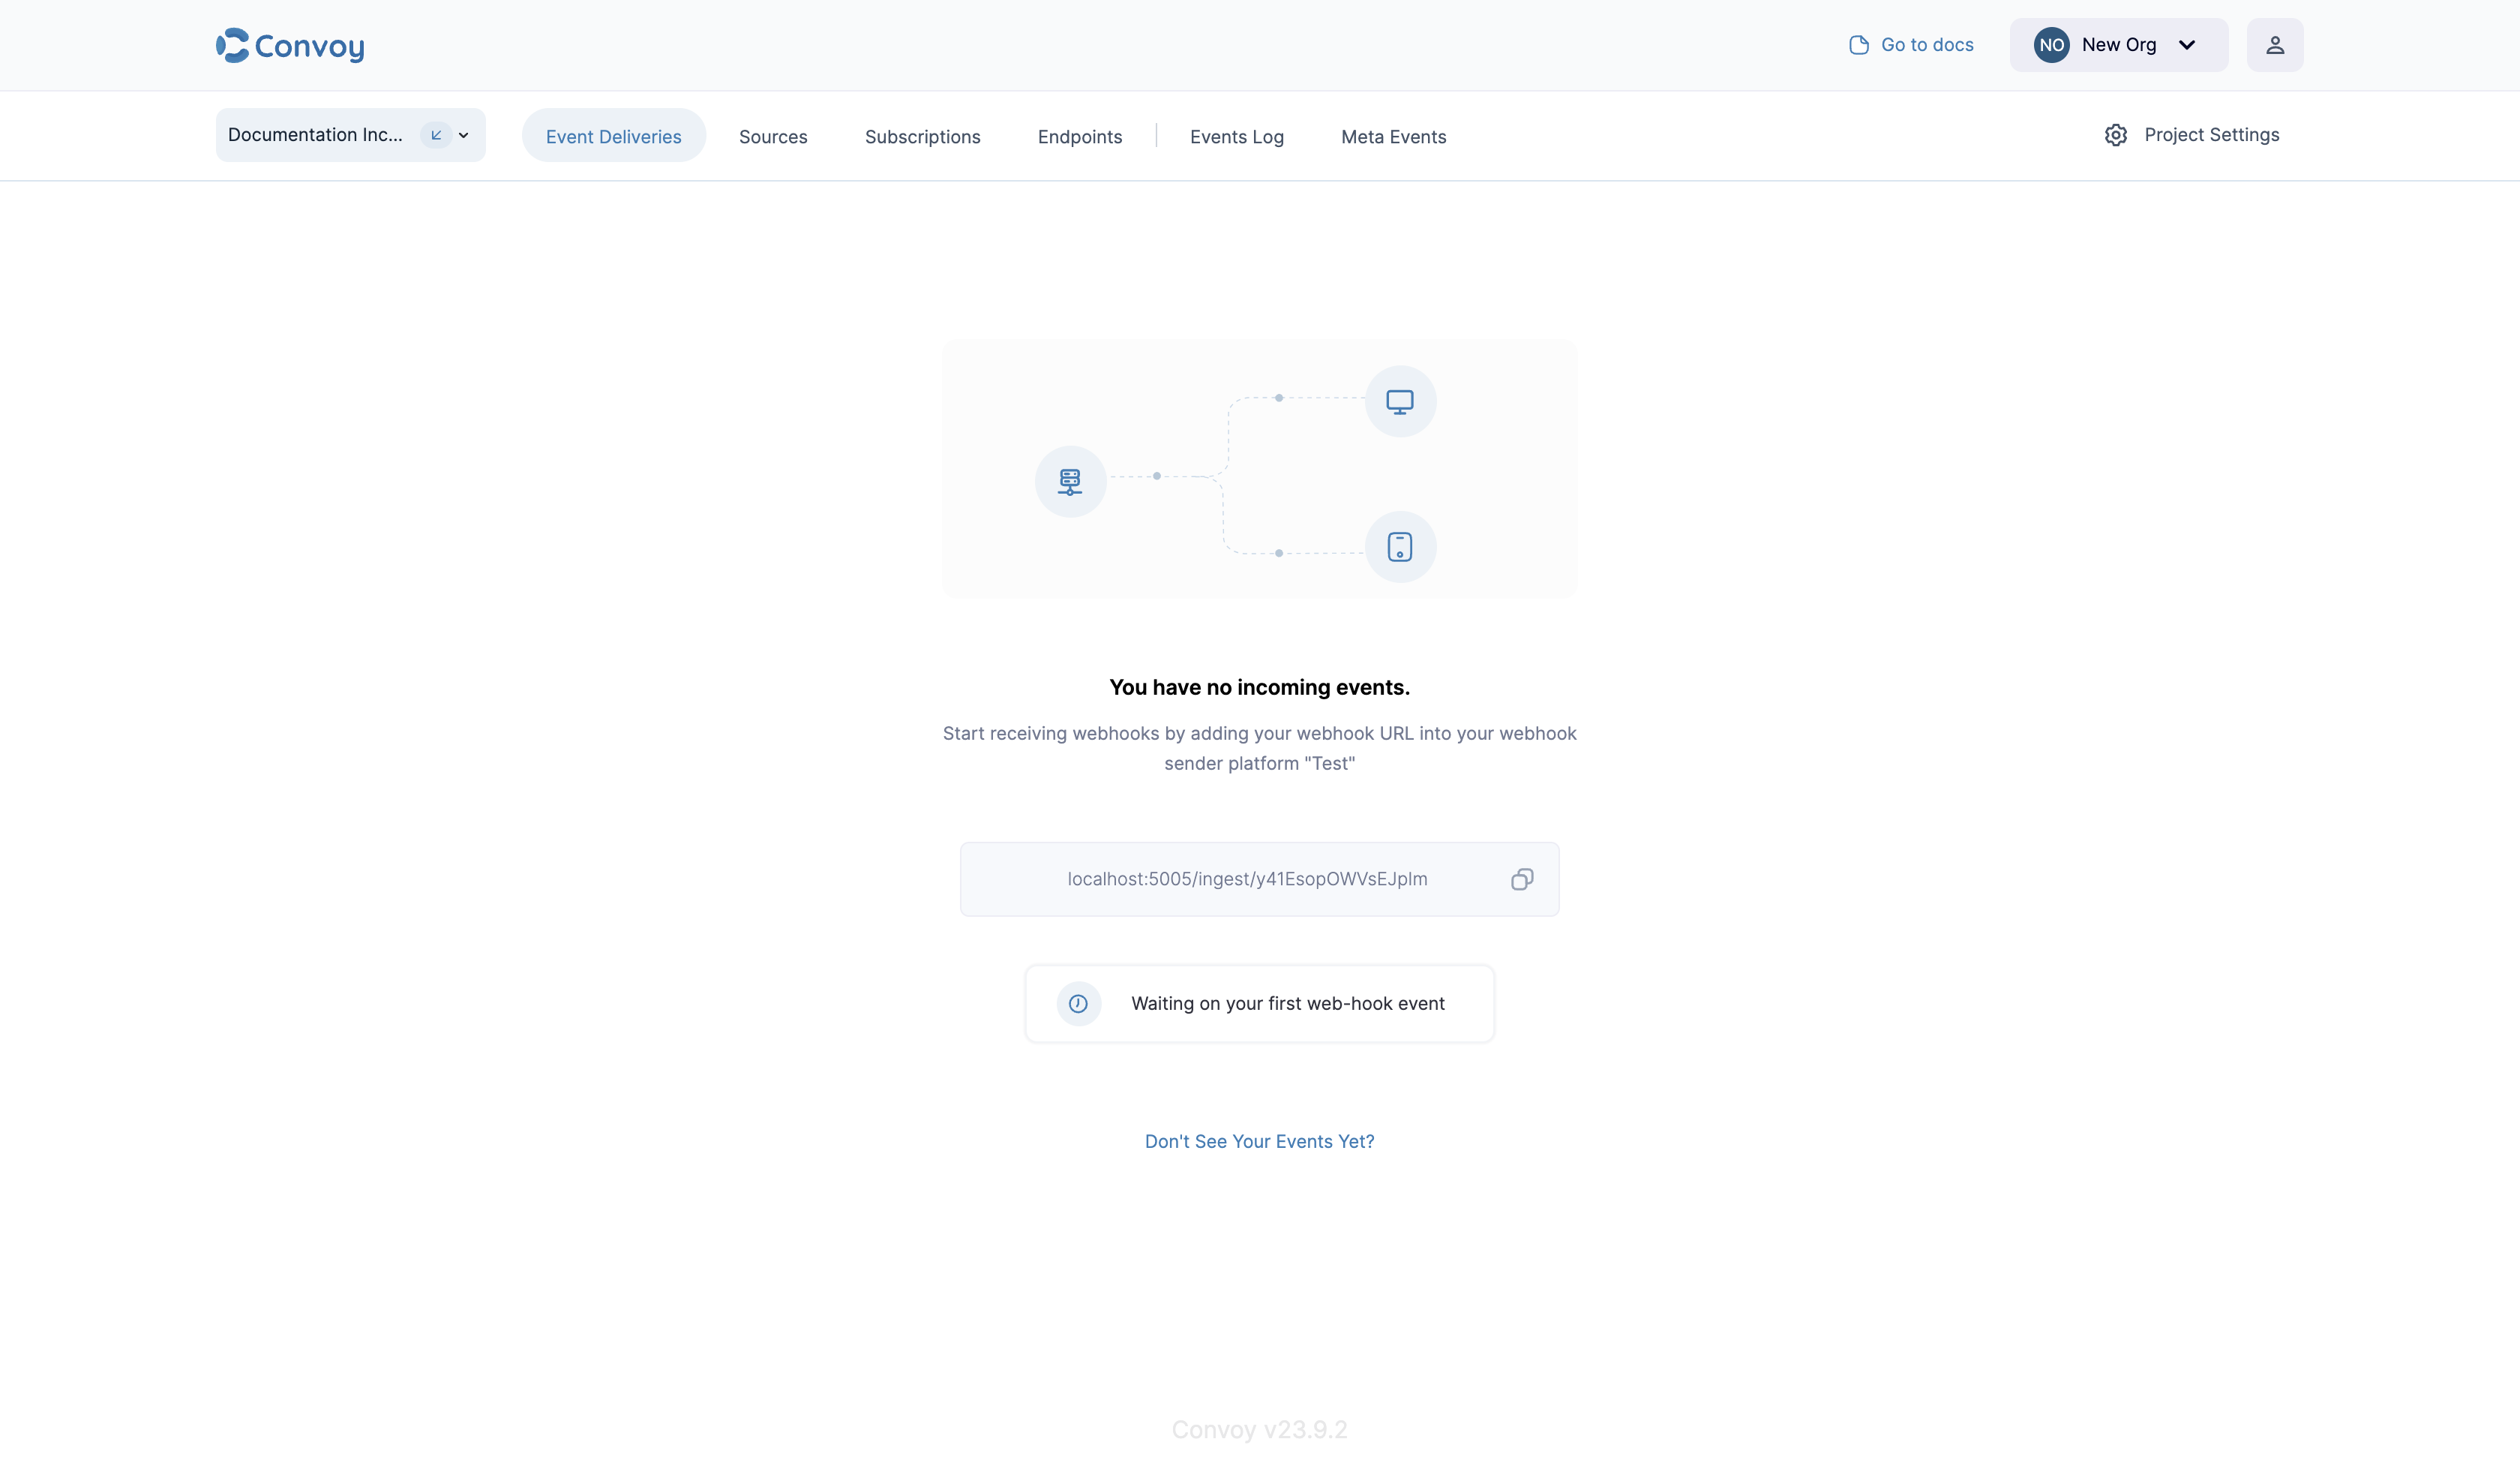 Convoy
Go to docs
NO New Org
Documentation Inc...
Event Deliveries
Sources
Subscriptions
Endpoints
Events Log
Meta Events
Project Settings
You have no incoming events.
Start receiving webhooks by adding your webhook URL into your webhook
sender platform "Test"
localhost:5005/ingest/y41EsopOWVsEJplm
Waiting on your first web-hook event
Don't See Your Events Yet?
Convoy v23.9.2